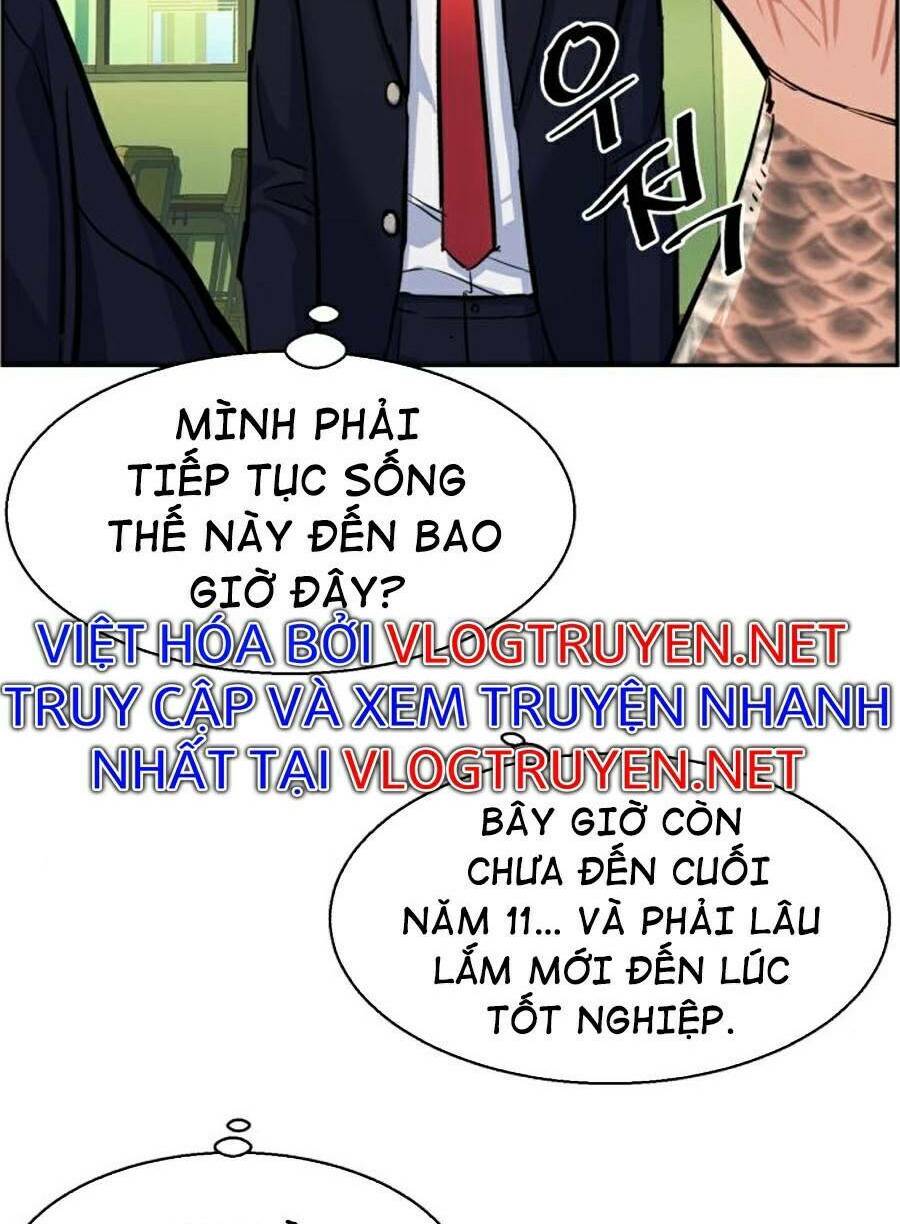 우적
MÌNH PHẢI
TIẾP TỤC SỐNG
THẾ NÀY ĐẾN BAO
GIỜ ĐÂY?
VIỆT HÓA BỞI VLOGTRUYEN.NET
TRUY CẬP VÀ XEM TRUYỆN NHANH
NHẤT TẠI VLOGTRUYEN.NET
BÂY GIỜ CÒN
CHƯA ĐẾN CUỐI
NĂM 11... VÀ PHẢI LÂU
LẮM MỚI ĐẾN LÚC
TỐT NGHIỆP.